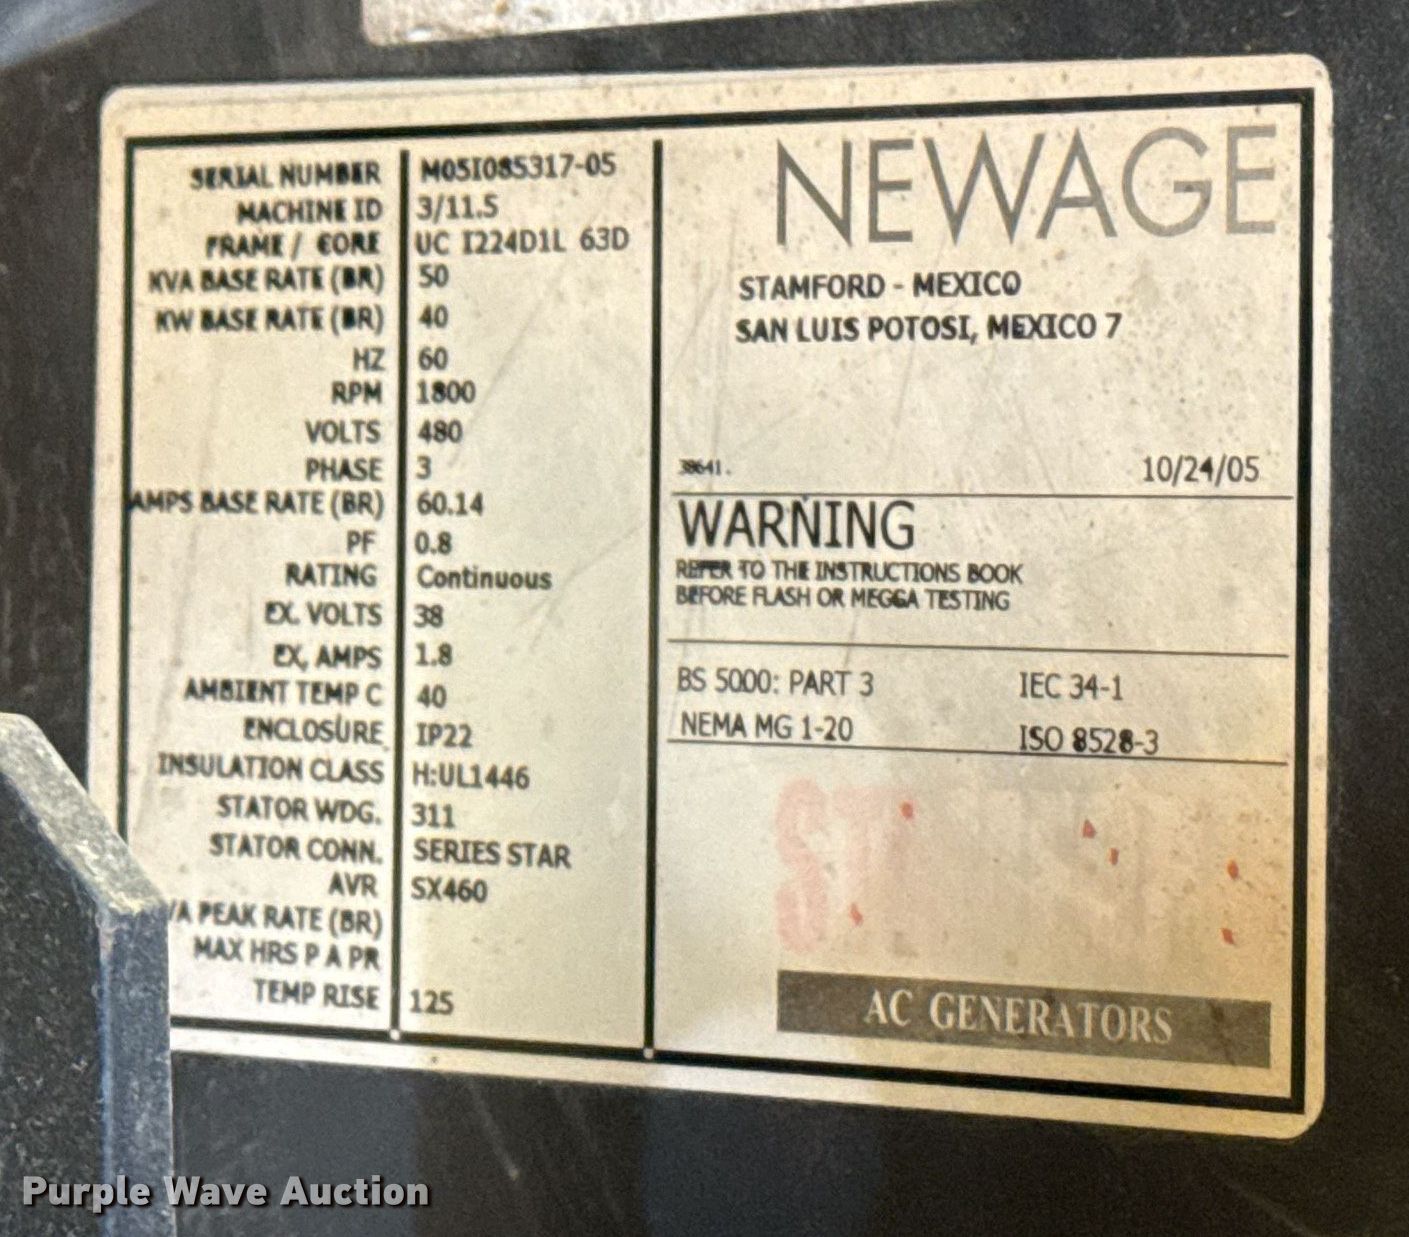 SERIAL NUMBER M05I085317-05
MACHINE ID 3/11.5
FRAME / CORE UC I224D1L 63D
KVA BASE RATE (BR) 50
KW BASE RATE (BR) 40
HZ 60
RPM 1800
VOLTS 480
PHASE 3
AMPS BASE RATE (BR) 60.14
PF 0.8
RATING Continuous
EX. VOLTS 38
EX, AMPS 1.8
AMBIENT TEMP C 40
ENCLOSURE IP22
INSULATION CLASS H:UL1446
STATOR WDG. 311
STATOR CONN. SERIES STAR
AVR SX460
VA PEAK RATE (BR)
MAX HRS P A PR
TEMP RISE 125
NEWAGE
STAMFORD - MEXICO
SAN LUIS POTOSI, MEXICO 7
38641. 10/24/05
WARNING
REFER TO THE INSTRUCTIONS BOOK
BEFORE FLASH OR MEGGA TESTING
BS 5000: PART 3 IEC 34-1
NEMA MG 1-20 ISO 8528-3
AC GENERATORS
Purple Wave Auction